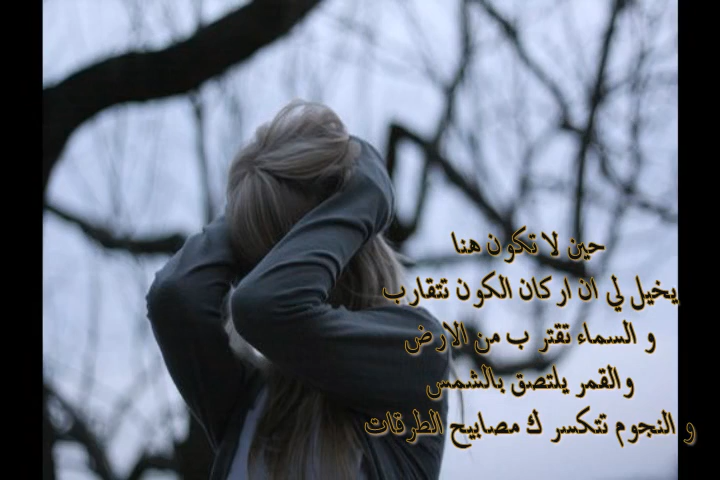 حين لا تكون هنا
يخيل لي ان اركان الكون تتقارب
و السماء تقتر ب من الارض
والقمر يلتصق بالشمس
و النجوم تتكسر ك مصابيح الطرقات